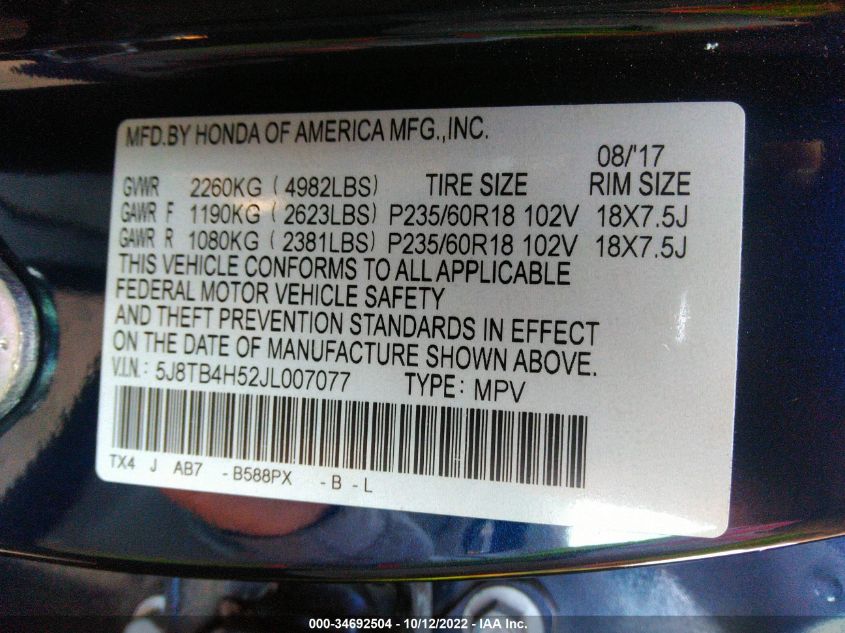 MFD.BY HONDA OF AMERICA MFG.,INC.
08/'17
GVWR 2260KG ( 4982LBS) TIRE SIZE RIM SIZE
GAWR F 1190KG ( 2623LBS) P235/60R18 102V 18X7.5J
GAWR R 1080KG ( 2381LBS) P235/60R18 102V 18X7.5J
THIS VEHICLE CONFORMS TO ALL APPLICABLE
FEDERAL MOTOR VEHICLE SAFETY
AND THEFT PREVENTION STANDARDS IN EFFECT
ON THE DATE OF MANUFACTURE SHOWN ABOVE.
V.I.N.: 5J8TB4H52JL007077 TYPE: MPV
TX4 J AB7 -B588PX -B -L
000-34692504 - 10/12/2022 - IAA Inc.